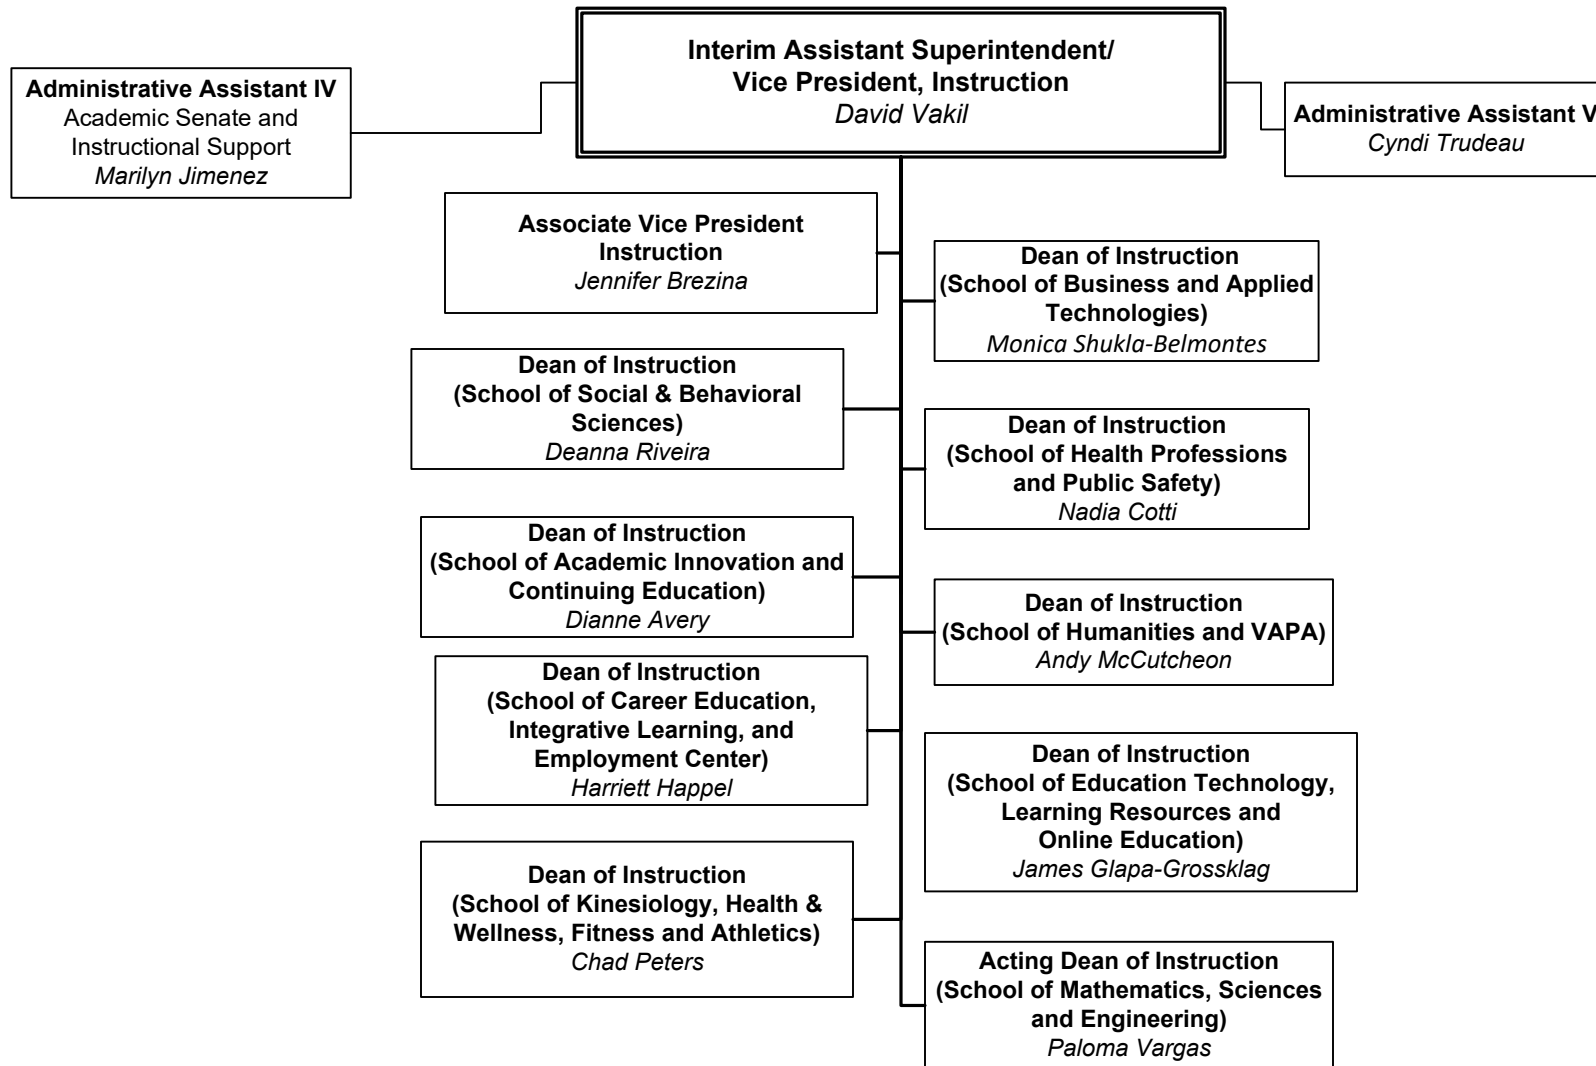 Interim Assistant Superintendent/
Vice President, Instruction
David Vakil
Administrative Assistant IV
Academic Senate and
Instructional Support
Marilyn Jimenez
Administrative Assistant V
Cyndi Trudeau
Associate Vice President
Instruction
Jennifer Brezina
Dean of Instruction
(School of Business and Applied
Technologies)
Monica Shukla-Belmontes
Dean of Instruction
(School of Social & Behavioral
Sciences)
Deanna Riveira
Dean of Instruction
(School of Health Professions
and Public Safety)
Nadia Cotti
Dean of Instruction
(School of Academic Innovation and
Continuing Education)
Dianne Avery
Dean of Instruction
(School of Humanities and VAPA)
Andy McCutcheon
Dean of Instruction
(School of Career Education,
Integrative Learning, and
Employment Center)
Harriett Happel
Dean of Instruction
(School of Education Technology,
Learning Resources and
Online Education)
James Glapa-Grossklag
Dean of Instruction
(School of Kinesiology, Health &
Wellness, Fitness and Athletics)
Chad Peters
Acting Dean of Instruction
(School of Mathematics, Sciences
and Engineering)
Paloma Vargas